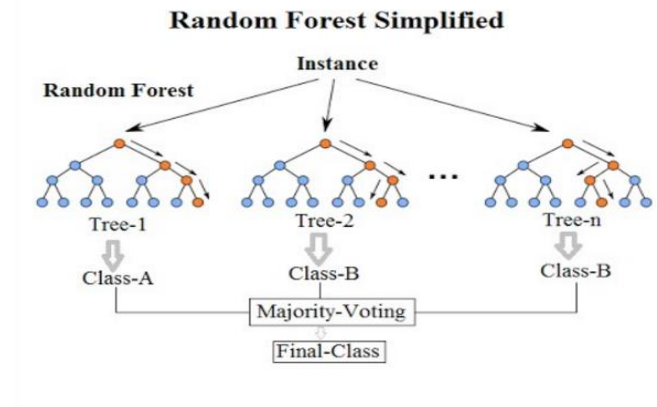 Random Forest Simplified
Instance
Random Forest
...
Tree-1 Tree-2 Tree-n
Class-A Class-B Class-B
Majority-Voting
Final-Class